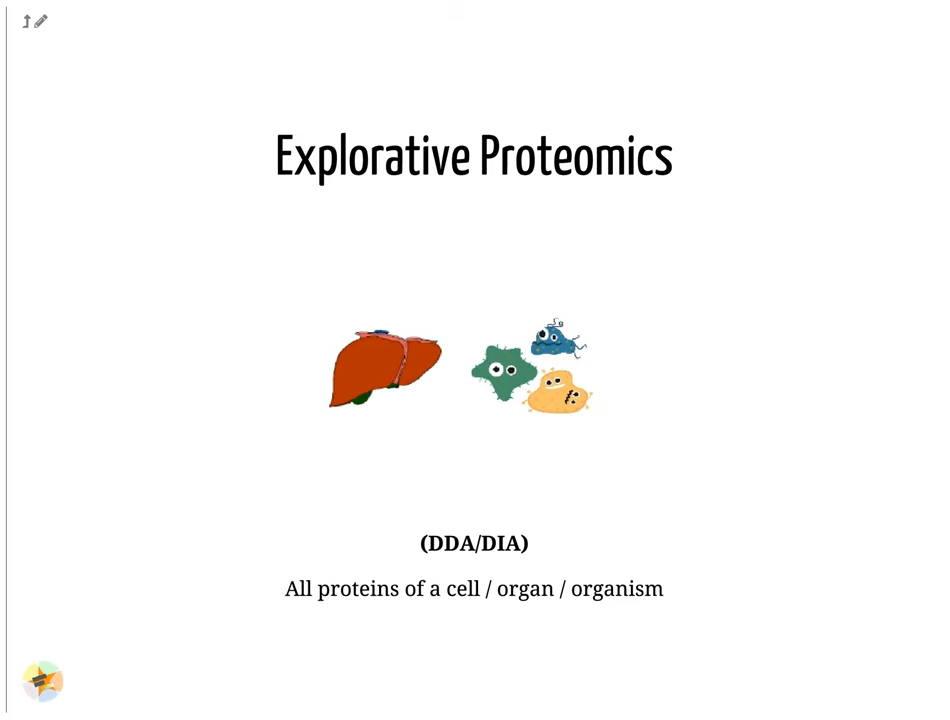 Explorative Proteomics
(DDA/DIA)
All proteins of a cell / organ / organism